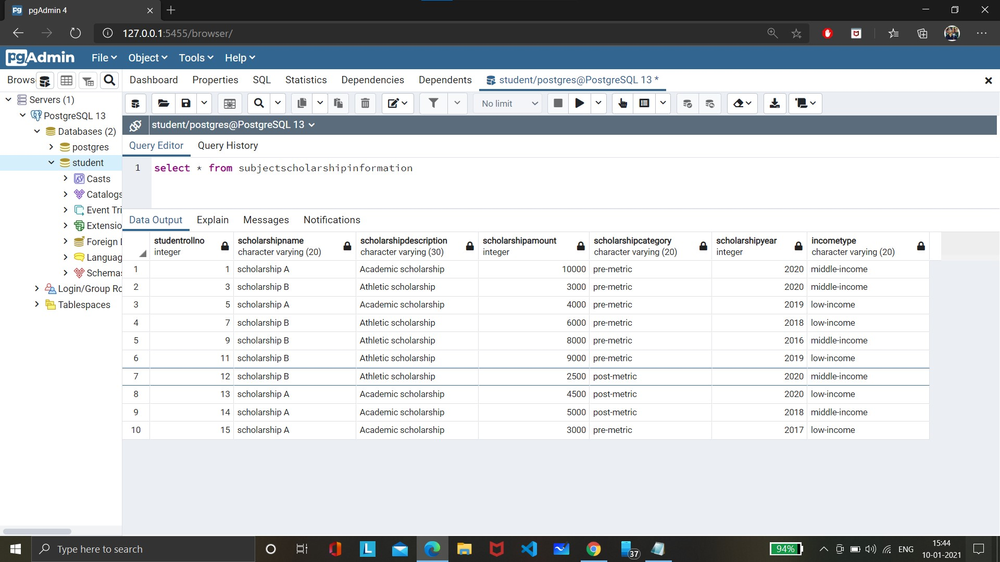 pgAdmin 4
127.0.0.1:5455/browser/
pgAdmin File Object Tools Help
Brows Dashboard Properties SQL Statistics Dependencies Dependents student/postgres@PostgreSQL 13 *
Servers (1)
PostgreSQL 13
Databases (2)
postgres
student
Casts
Catalogs
Event Tri
Extensio
Foreign
Languag
Schemas
Login/Group Ro
Tablespaces
No limit
student/postgres@PostgreSQL 13
Query Editor Query History
1 select * from subjectscholarshipinformation
Data Output Explain Messages Notifications
studentrollno scholarshipname scholarshipdescription scholarshipamount scholarshipcategory scholarshipyear incometype
integer character varying (20) character varying (30) integer character varying (20) integer character varying (20)
1 1 scholarship A Academic scholarship 10000 pre-metric 2020 middle-income
2 3 scholarship B Athletic scholarship 3000 pre-metric 2020 middle-income
3 5 scholarship A Academic scholarship 4000 pre-metric 2019 low-income
4 7 scholarship B Athletic scholarship 6000 pre-metric 2018 low-income
5 9 scholarship B Athletic scholarship 8000 pre-metric 2016 middle-income
6 11 scholarship B Athletic scholarship 9000 pre-metric 2019 low-income
7 12 scholarship B Athletic scholarship 2500 post-metric 2020 middle-income
8 13 scholarship A Academic scholarship 4500 post-metric 2020 low-income
9 14 scholarship A Academic scholarship 5000 post-metric 2018 middle-income
10 15 scholarship A Academic scholarship 3000 pre-metric 2017 low-income
Type here to search
L
37
94%
ENG
15:44
10-01-2021